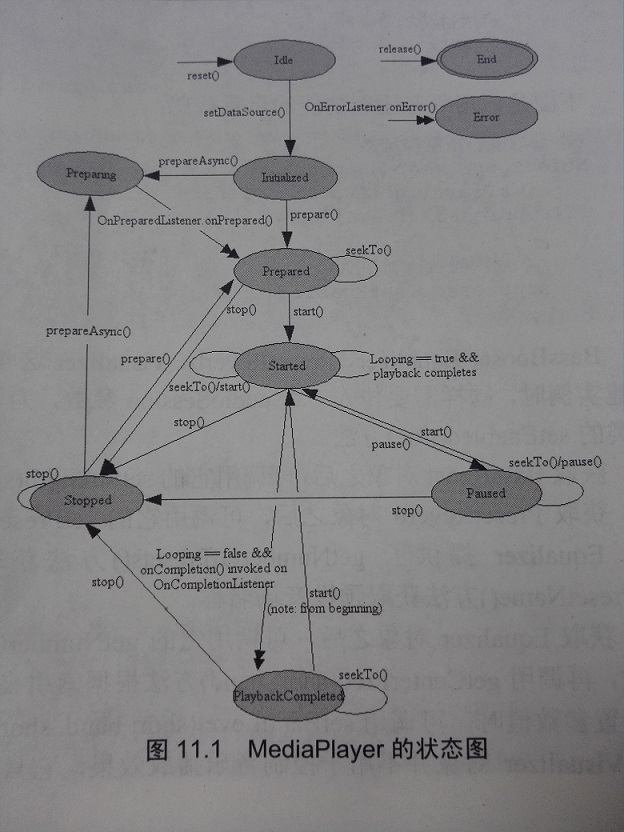 Idle
release()
End
reset()
setDataSource()
OnErrorListener.onError()
Error
Preparing
prepareAsync()
Initialized
OnPreparedListener.onPrepared()
prepare()
seekTo()
Prepared
stop()
start()
prepareAsync()
prepare()
Started
Looping == true &&
playback completes
seekTo()/start()
stop()
start()
pause()
seekTo()/pause()
stop()
Stopped
Paused
stop()
Looping == false &&
onCompletion() invoked on
OnCompletionListener
stop()
start()
(note: from beginning)
seekTo()
PlaybackCompleted
图 11.1 MediaPlayer 的状态图